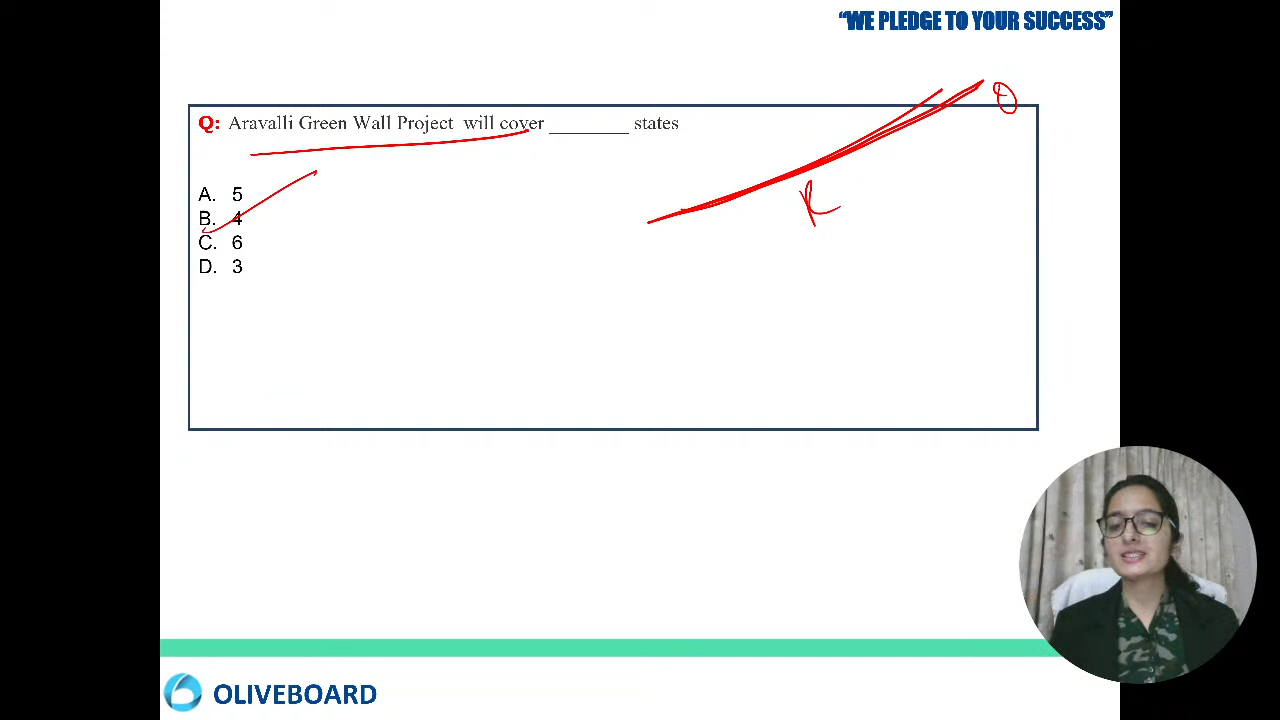 “WE PLEDGE TO YOUR SUCCESS”
Q: Aravalli Green Wall Project will cover ________ states
A. 5
B. 4
C. 6
D. 3
OLIVEBOARD